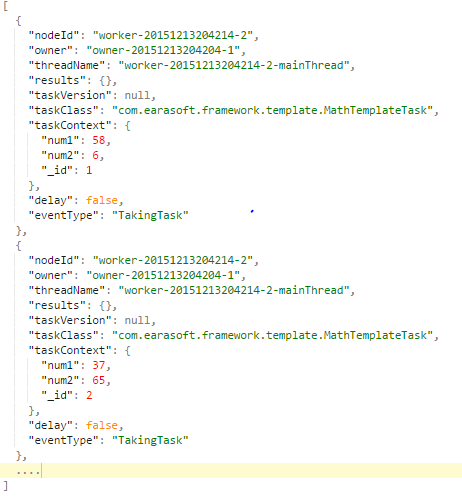 [
  {
    "nodeId": "worker-20151213204214-2",
    "owner": "owner-20151213204204-1",
    "threadName": "worker-20151213204214-2-mainThread",
    "results": {},
    "taskVersion": null,
    "taskClass": "com.earasoft.framework.template.MathTemplateTask",
    "taskContext": {
      "num1": 58,
      "num2": 6,
      "_id": 1
    },
    "delay": false,
    "eventType": "TakingTask"
  },
  {
    "nodeId": "worker-20151213204214-2",
    "owner": "owner-20151213204204-1",
    "threadName": "worker-20151213204214-2-mainThread",
    "results": {},
    "taskVersion": null,
    "taskClass": "com.earasoft.framework.template.MathTemplateTask",
    "taskContext": {
      "num1": 37,
      "num2": 65,
      "_id": 2
    },
    "delay": false,
    "eventType": "TakingTask"
  },
  ....
]